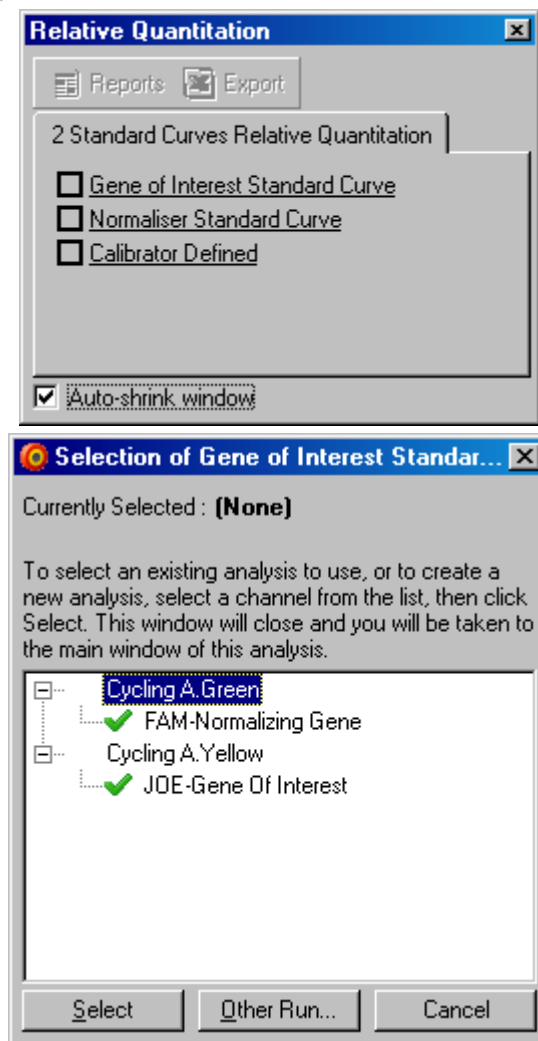 Relative Quantitation
Reports Export
2 Standard Curves Relative Quantitation
Gene of Interest Standard Curve
Normaliser Standard Curve
Calibrator Defined
Auto-shrink window
Selection of Gene of Interest Standar...
Currently Selected : (None)
To select an existing analysis to use, or to create a
new analysis, select a channel from the list, then click
Select. This window will close and you will be taken to
the main window of this analysis.
Cycling A.Green
FAM-Normalizing Gene
Cycling A.Yellow
JOE-Gene Of Interest
Select Other Run... Cancel